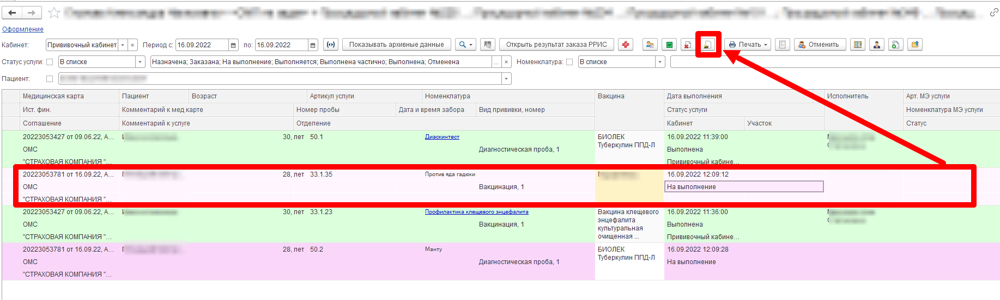 Оформление
Кабинет: Прививочный кабинет Период с: 16.09.2022 по: 16.09.2022 Показывать архивные данные Открыть результат заказа РРИС Печать Отменить
Статус услуги: В списке Назначена; Заказана; На выполнение; Выполняется; Выполнена частично; Выполнена; Отменена ... Номенклатура: В списке
Пациент:
Медицинская карта Пациент Возраст Артикул услуги Номенклатура Вакцина Дата выполнения Исполнитель Арт. МЭ услуги
Ист. фин. Комментарий к мед карте Номер пробы Дата и время забора Вид прививки, номер Статус услуги Номенклатура МЭ услуги
Соглашение Комментарий к услуге Отделение Кабинет Участок Статус
20223053427 от 09.06.22, А... 30, лет 50.1 Диаскинтест БИОЛЕК 16.09.2022 11:39:00
Туберкулин ППД-Л
ОМС Диагностическая проба, 1 Выполнена
"СТРАХОВАЯ КОМПАНИЯ "... Прививочный кабине...
20223053781 от 16.09.22, А... 28, лет 33.1.35 Против яда гадюки 16.09.2022 12:09:12
ОМС Вакцинация, 1 На выполнение
"СТРАХОВАЯ КОМПАНИЯ "...
20223053427 от 09.06.22, А... 30, лет 33.1.23 Профилактика клещевого энцефалита Вакцина клещевого 16.09.2022 11:36:00
энцефалита
ОМС Вакцинация, 1 культуральная Выполнена
"СТРАХОВАЯ КОМПАНИЯ "... очищенная ... Прививочный кабине...
20223053781 от 16.09.22, А... 28, лет 50.2 Манту БИОЛЕК 16.09.2022 12:09:28
Туберкулин ППД-Л
ОМС Диагностическая проба, 1 На выполнение
"СТРАХОВАЯ КОМПАНИЯ "...